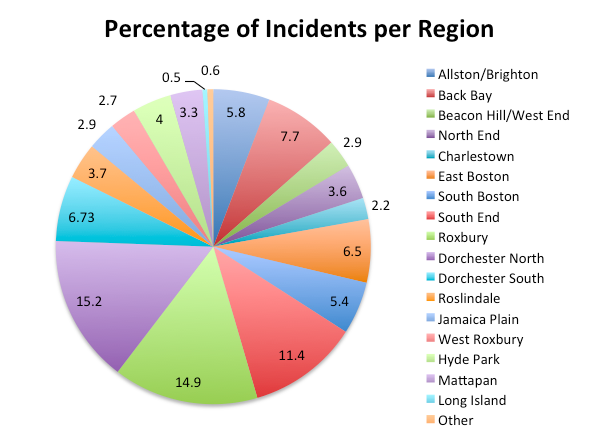 Percentage of Incidents per Region
0.5
0.6
5.8
7.7
2.9
3.6
2.2
6.5
5.4
11.4
14.9
15.2
6.73
3.7
2.9
2.7
4
3.3
Allston/Brighton
Back Bay
Beacon Hill/West End
North End
Charlestown
East Boston
South Boston
South End
Roxbury
Dorchester North
Dorchester South
Roslindale
Jamaica Plain
West Roxbury
Hyde Park
Mattapan
Long Island
Other